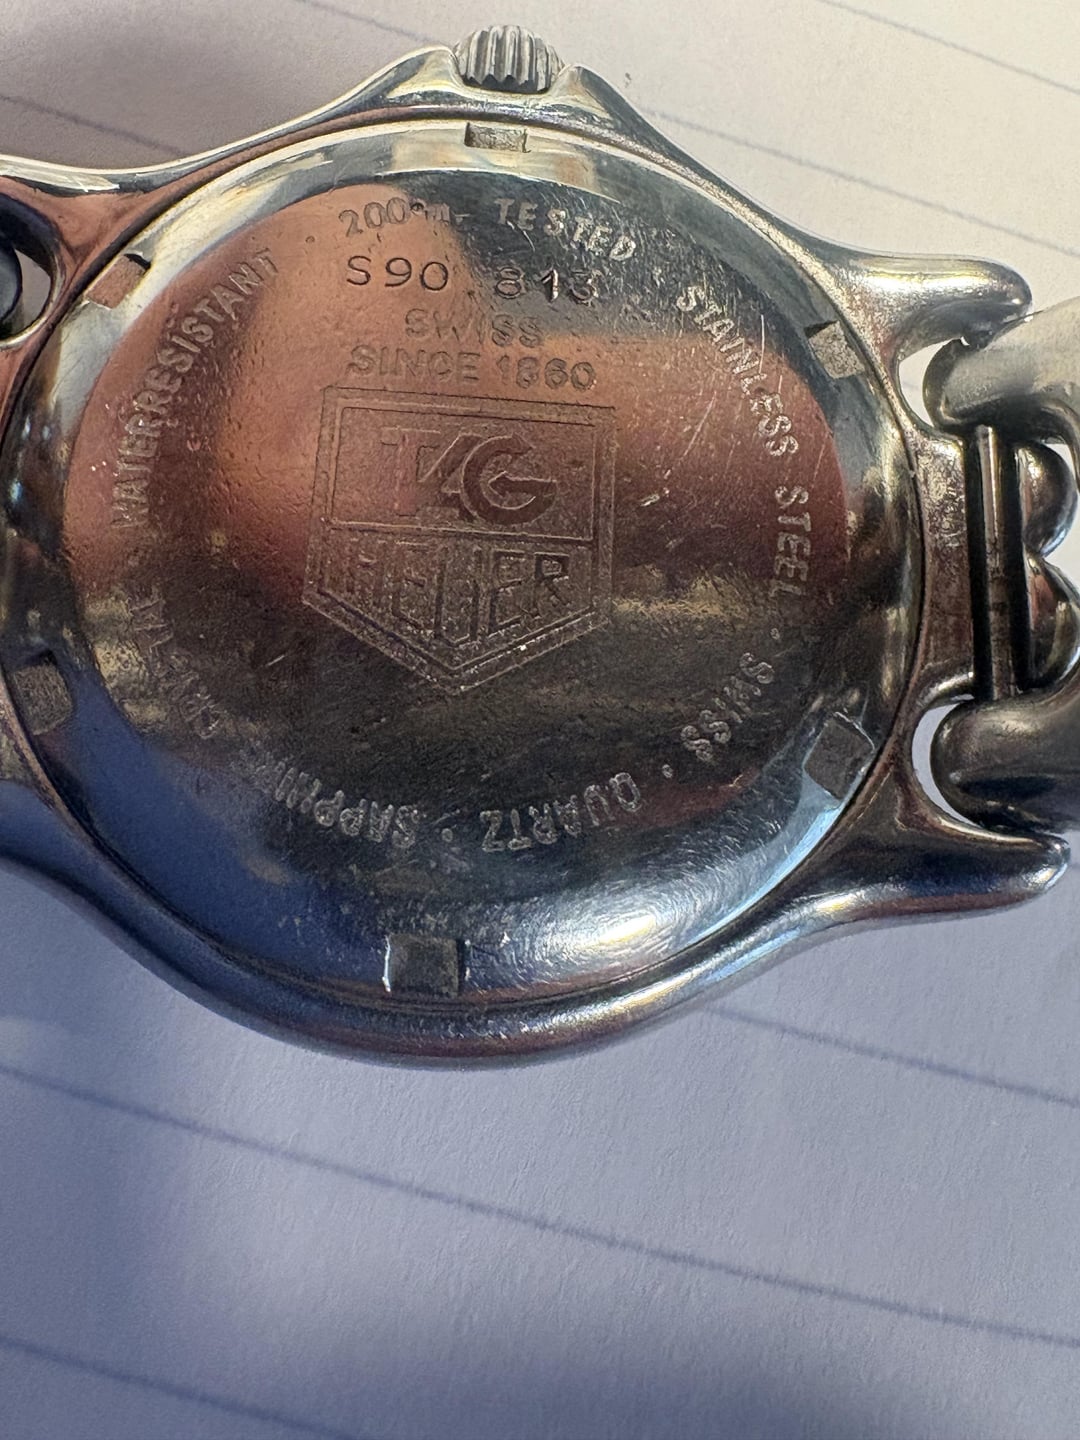 200m TESTED · STAINLESS STEEL · SWISS · QUARTZ · SAPPHIRE CRYSTAL · WATERRESISTANT ·
S90 813
SWISS
SINCE 1860
TAG
HEUER